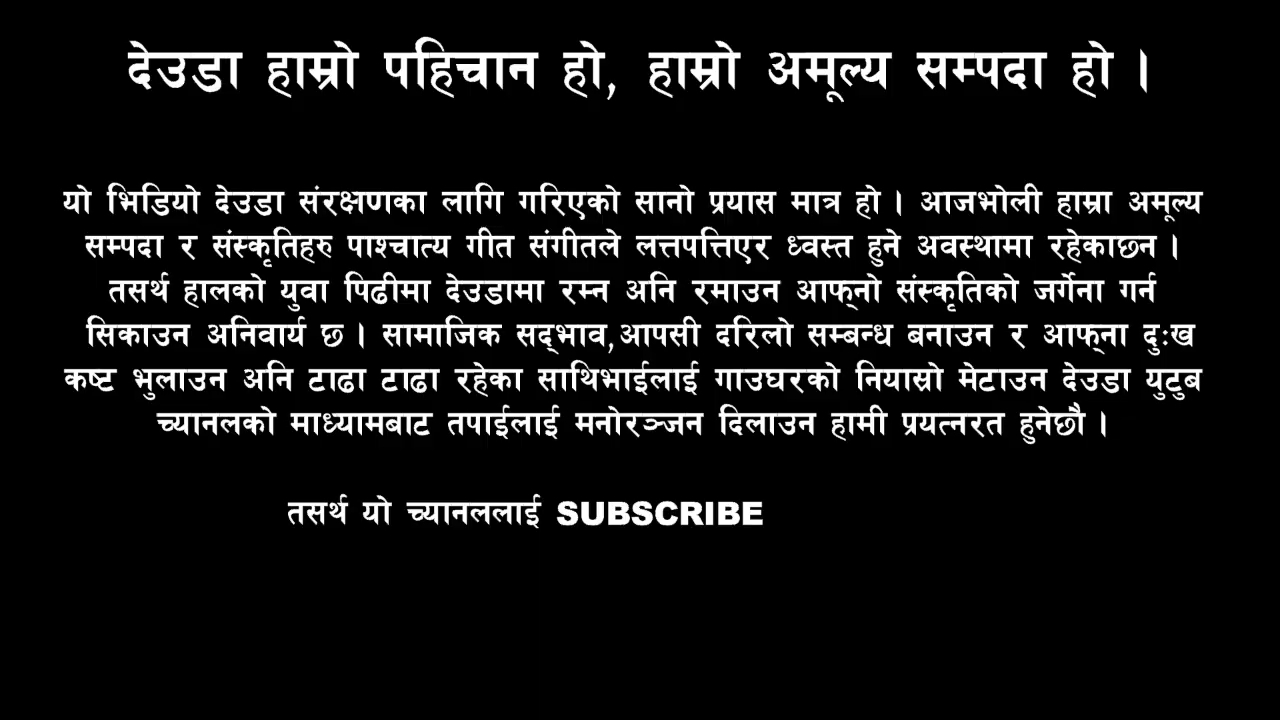 देउडा हाम्रो पहिचान हो, हाम्रो अमूल्य सम्पदा हो ।
यो भिडियो देउडा संरक्षणका लागि गरिएको सानो प्रयास मात्र हो । आजभोली हाम्रा अमूल्य
सम्पदा र संस्कृतिहरु पाश्चात्य गीत संगीतले लत्तपत्तिएर ध्वस्त हुने अवस्थामा रहेकाछन ।
तसर्थ हालको युवा पिढीमा देउडामा रम्न अनि रमाउन आफ्नो संस्कृतिको जर्गेना गर्न
सिकाउन अनिवार्य छ । सामाजिक सद्भाव,आपसी दरिलो सम्बन्ध बनाउन र आफ्ना दुःख
कष्ट भुलाउन अनि टाढा टाढा रहेका साथिभाईलाई गाउघरको नियास्रो मेटाउन देउडा युटुब
च्यानलको माध्यामबाट तपाईलाई मनोरञ्जन दिलाउन हामी प्रयत्नरत हुनेछौ ।
तसर्थ यो च्यानललाई SUBSCRIBE